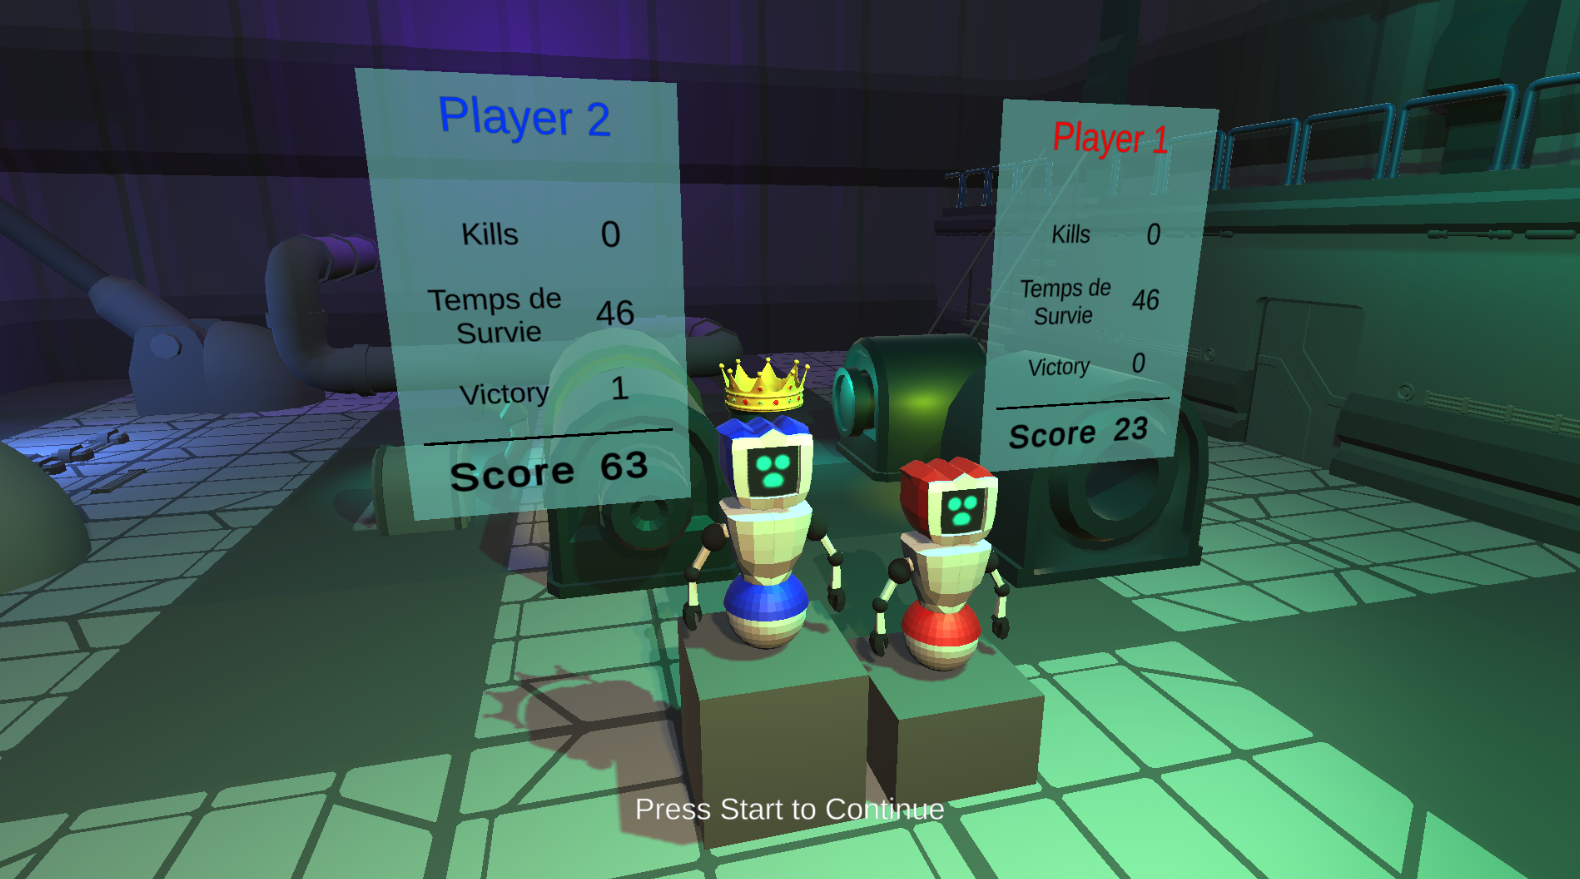 Player 2
Kills 0
Temps de
Survie 46
Victory 1
Score 63
Player 1
Kills 0
Temps de
Survie 46
Victory 0
Score 23
Press Start to Continue